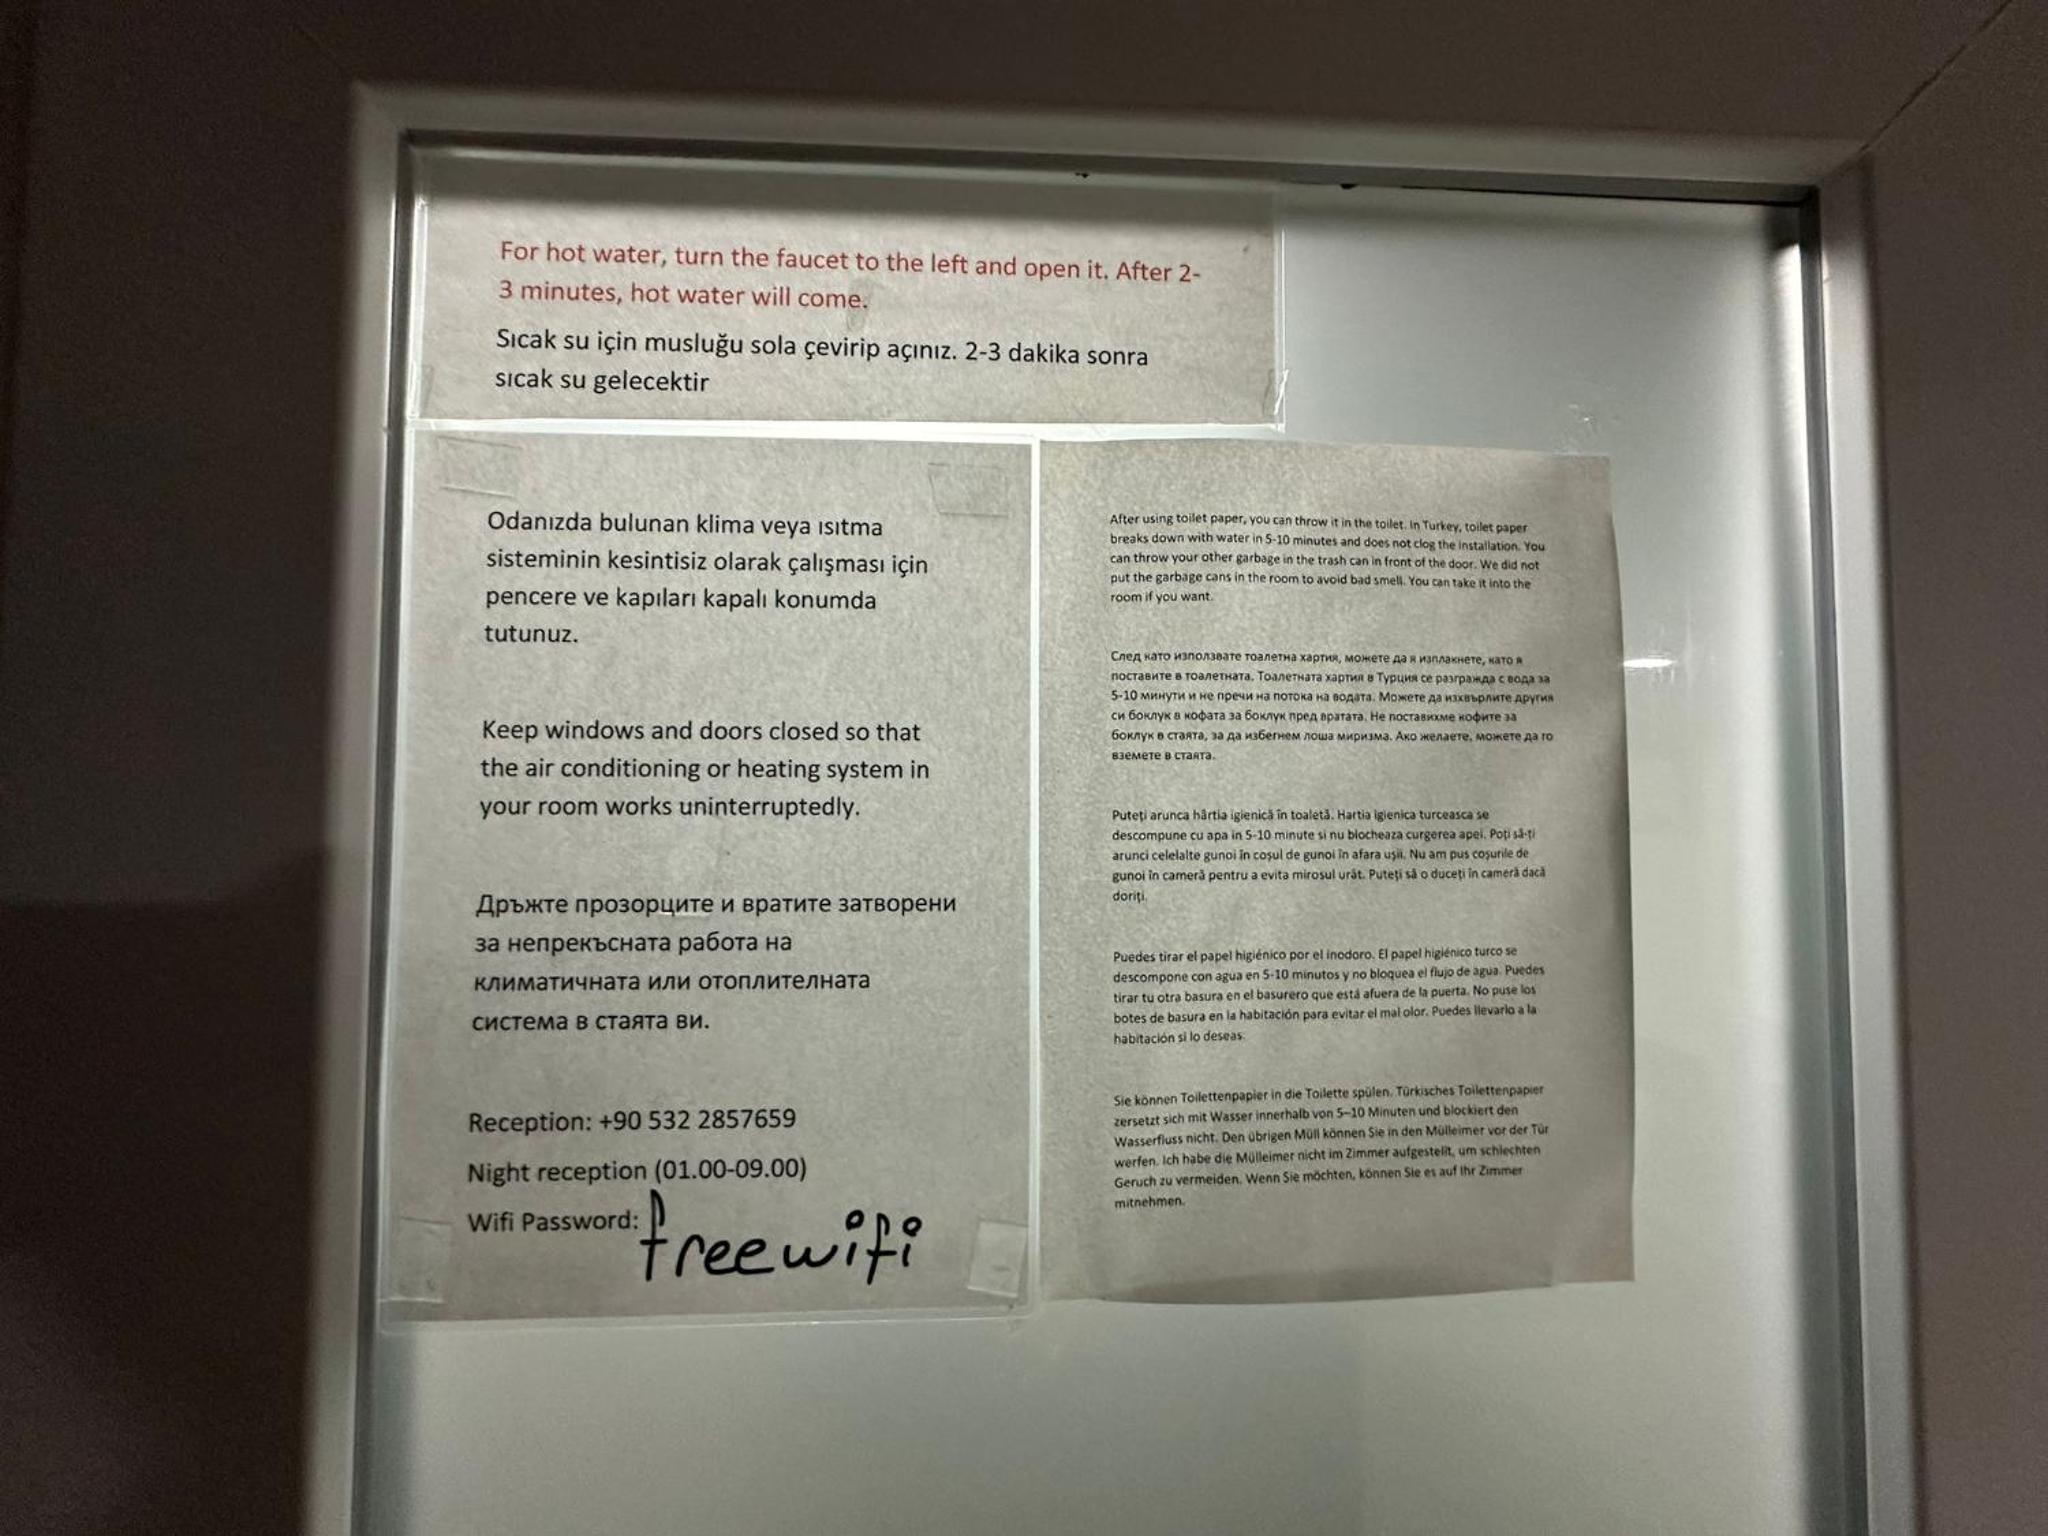 For hot water, turn the faucet to the left and open it. After 2-
3 minutes, hot water will come.
Sıcak su için musluğu sola çevirip açınız. 2-3 dakika sonra
sıcak su gelecektir
Odanızda bulunan klima veya ısıtma
sisteminin kesintisiz olarak çalışması için
pencere ve kapıları kapalı konumda
tutunuz.
Keep windows and doors closed so that
the air conditioning or heating system in
your room works uninterruptedly.
Дръжте прозорците и вратите затворени
за непрекъсната работа на
климатичната или отоплителната
система в стаята ви.
Reception: +90 532 2857659
Night reception (01.00-09.00)
Wifi Password: freewifi
After using toilet paper, you can throw it in the toilet. In Turkey, toilet paper
breaks down with water in 5-10 minutes and does not clog the installation. You
can throw your other garbage in the trash can in front of the door. We did not
put the garbage cans in the room to avoid bad smell. You can take it into the
room if you want.
След като използвате тоалетна хартия, можете да я изплакнете, като я
поставите в тоалетната. Тоалетната хартия в Турция се разгражда с вода за
5-10 минути и не пречи на потока на водата. Можете да изхвърлите другия
си боклук в кофата за боклук пред вратата. Не поставихме кофите за
боклук в стаята, за да избегнем лоша миризма. Ако желаете, можете да го
вземете в стаята.
Puteți arunca hârtia igienică în toaletă. Hartia igienica turceasca se
descompune cu apa in 5-10 minute si nu blocheaza curgerea apei. Poți să-ți
arunci celelalte gunoi în coșul de gunoi în afara ușii. Nu am pus coșurile de
gunoi în cameră pentru a evita mirosul urât. Puteți să o duceți în cameră dacă
doriți.
Puedes tirar el papel higiénico por el inodoro. El papel higiénico turco se
descompone con agua en 5-10 minutos y no bloquea el flujo de agua. Puedes
tirar tu otra basura en el basurero que está afuera de la puerta. No puse los
botes de basura en la habitación para evitar el mal olor. Puedes llevarlo a la
habitación si lo deseas.
Sie können Toilettenpapier in die Toilette spülen. Türkisches Toilettenpapier
zersetzt sich mit Wasser innerhalb von 5–10 Minuten und blockiert den
Wasserfluss nicht. Den übrigen Müll können Sie in den Mülleimer vor der Tür
werfen. Ich habe die Mülleimer nicht im Zimmer aufgestellt, um schlechten
Geruch zu vermeiden. Wenn Sie möchten, können Sie es auf Ihr Zimmer
mitnehmen.